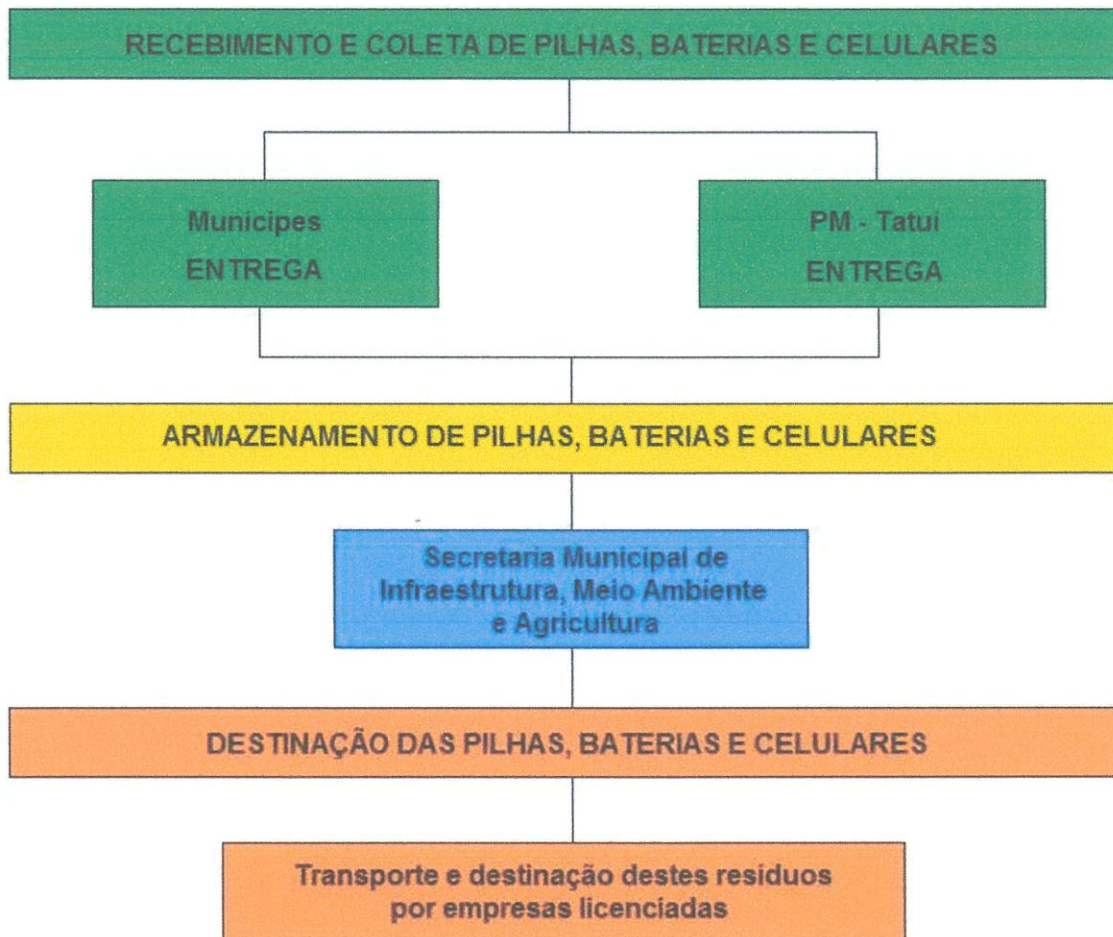 RECEBIMENTO E COLETA DE PILHAS, BATERIAS E CELULARES
Munícipes
ENTREGA
PM - Tatuí
ENTREGA
ARMAZENAMENTO DE PILHAS, BATERIAS E CELULARES
Secretaria Municipal de
Infraestrutura, Meio Ambiente
e Agricultura
DESTINAÇÃO DAS PILHAS, BATERIAS E CELULARES
Transporte e destinação destes resíduos
por empresas licenciadas